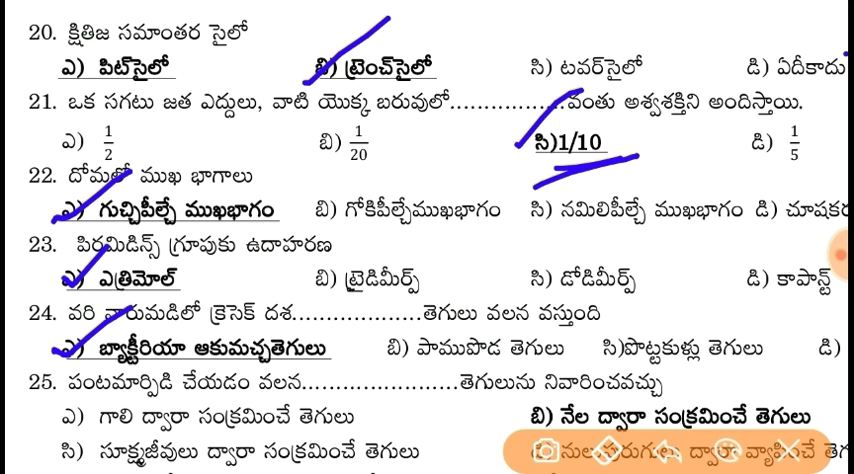 20. క్షితిజ సమాంతర సైలో
ఎ) పిట్‌సైలో బి) ట్రెంచ్‌సైలో సి) టవర్‌సైలో డి) ఏదీకాదు
21. ఒక సగటు జత ఎద్దులు, వాటి యొక్క బరువులో...................వంతు అశ్వశక్తిని అందిస్తాయి.
ఎ) 1/2 బి) 1/20 సి)1/10 డి) 1/5
22. దోమలో ముఖ భాగాలు
ఎ) గుచ్చిపీల్చే ముఖభాగం బి) గోకిపీల్చేముఖభాగం సి) నమిలిపీల్చే ముఖభాగం డి) చూషకర
23. పిరమిడిన్స్ గ్రూపుకు ఉదాహరణ
ఎ) ఎత్రిమోల్ బి) ట్రైడిమీర్ప్ సి) డోడిమీర్ప్ డి) కాపాన్ట్
24. వరి నారుమడిలో క్రెసెక్ దశ...................తెగులు వలన వస్తుంది
ఎ) బ్యాక్టీరియా ఆకుమచ్చతెగులు బి) పాముపొడ తెగులు సి)పొట్టకుళ్లు తెగులు డి)
25. పంటమార్పిడి చేయడం వలన.......................తెగులును నివారించవచ్చు
ఎ) గాలి ద్వారా సంక్రమించే తెగులు బి) నేల ద్వారా సంక్రమించే తెగులు
సి) సూక్ష్మజీవులు ద్వారా సంక్రమించే తెగులు ద్వారా వ్యాపించే